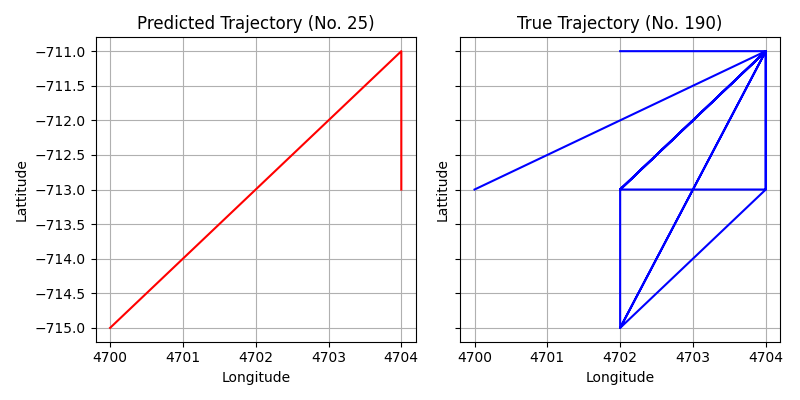 Predicted Trajectory (No. 25)
True Trajectory (No. 190)
−711.0
−711.5
−712.0
−712.5
−713.0
−713.5
−714.0
−714.5
−715.0
Lattitude
Lattitude
4700 4701 4702 4703 4704
4700 4701 4702 4703 4704
Longitude
Longitude